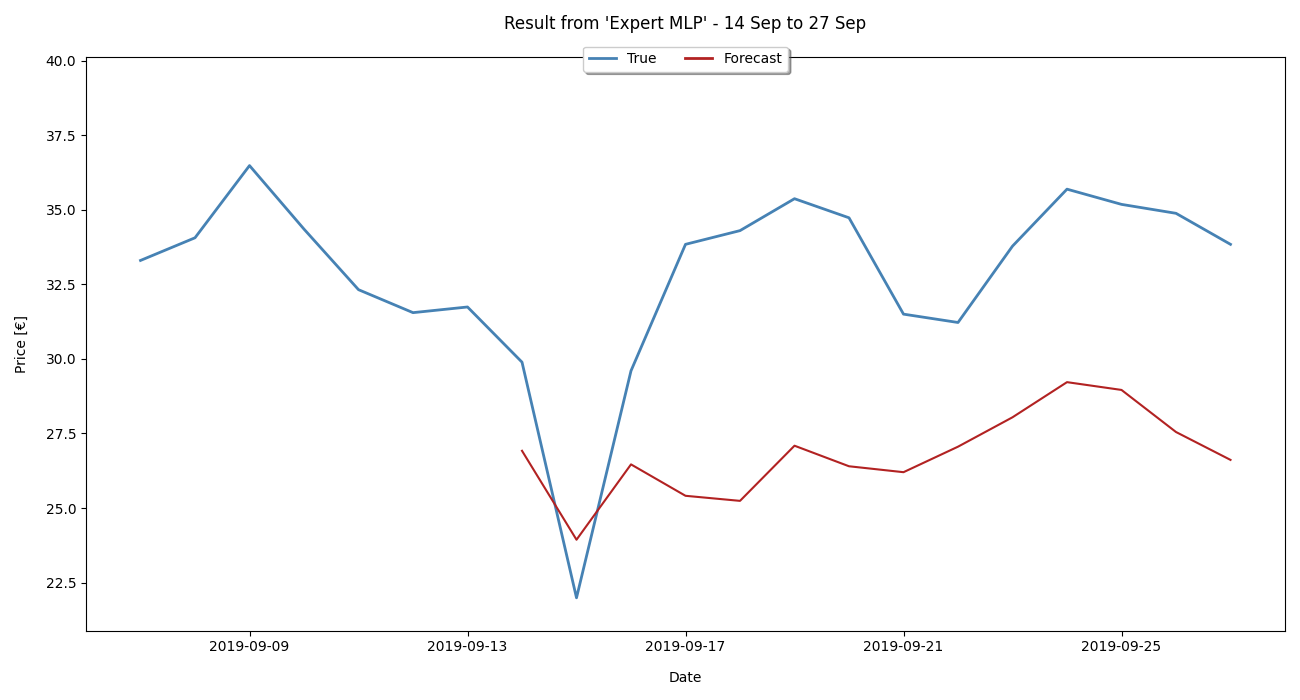 Result from 'Expert MLP' - 14 Sep to 27 Sep
True Forecast
40.0
37.5
35.0
32.5
30.0
27.5
25.0
22.5
Price [€]
2019-09-09 2019-09-13 2019-09-17 2019-09-21 2019-09-25
Date